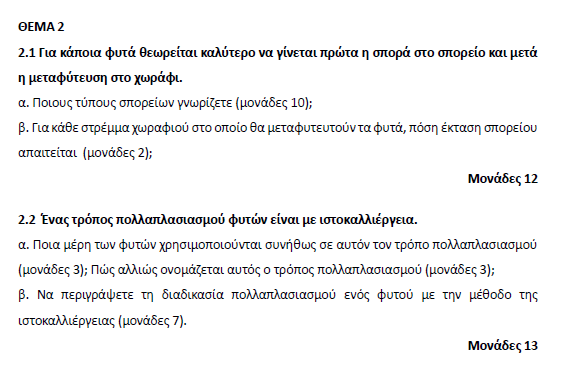 ΘΕΜΑ 2
2.1 Για κάποια φυτά θεωρείται καλύτερο να γίνεται πρώτα η σπορά στο σπορείο και μετά
η μεταφύτευση στο χωράφι.
α. Ποιους τύπους σπορείων γνωρίζετε (μονάδες 10);
β. Για κάθε στρέμμα χωραφιού στο οποίο θα μεταφυτευτούν τα φυτά, πόση έκταση σπορείου
απαιτείται (μονάδες 2);
Μονάδες 12
2.2 Ένας τρόπος πολλαπλασιασμού φυτών είναι με ιστοκαλλιέργεια.
α. Ποια μέρη των φυτών χρησιμοποιούνται συνήθως σε αυτόν τον τρόπο πολλαπλασιασμού
(μονάδες 3); Πώς αλλιώς ονομάζεται αυτός ο τρόπος πολλαπλασιασμού (μονάδες 3);
β. Να περιγράψετε τη διαδικασία πολλαπλασιασμού ενός φυτού με την μέθοδο της
ιστοκαλλιέργειας (μονάδες 7).
Μονάδες 13